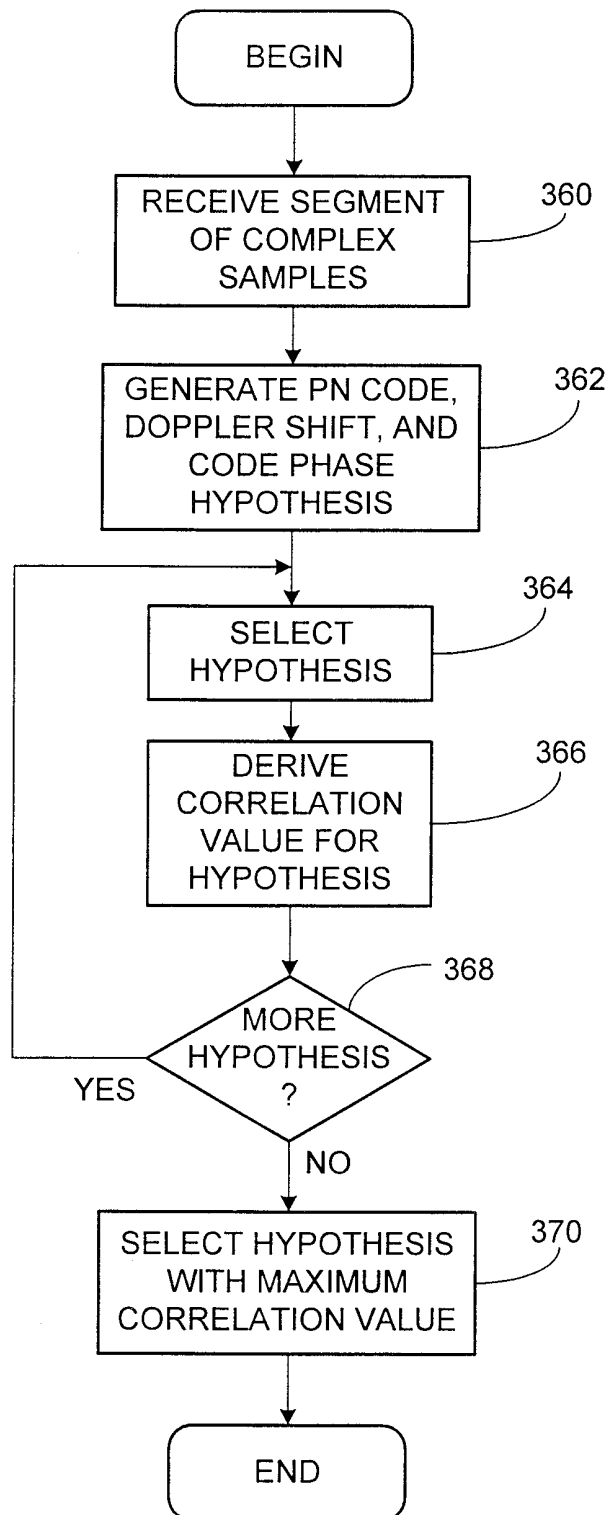 BEGIN
RECEIVE SEGMENT
OF COMPLEX
SAMPLES
360
GENERATE PN CODE,
DOPPLER SHIFT, AND
CODE PHASE
HYPOTHESIS
362
SELECT
HYPOTHESIS
364
DERIVE
CORRELATION
VALUE FOR
HYPOTHESIS
366
MORE
HYPOTHESIS
?
368
YES
NO
SELECT HYPOTHESIS
WITH MAXIMUM
CORRELATION VALUE
370
END